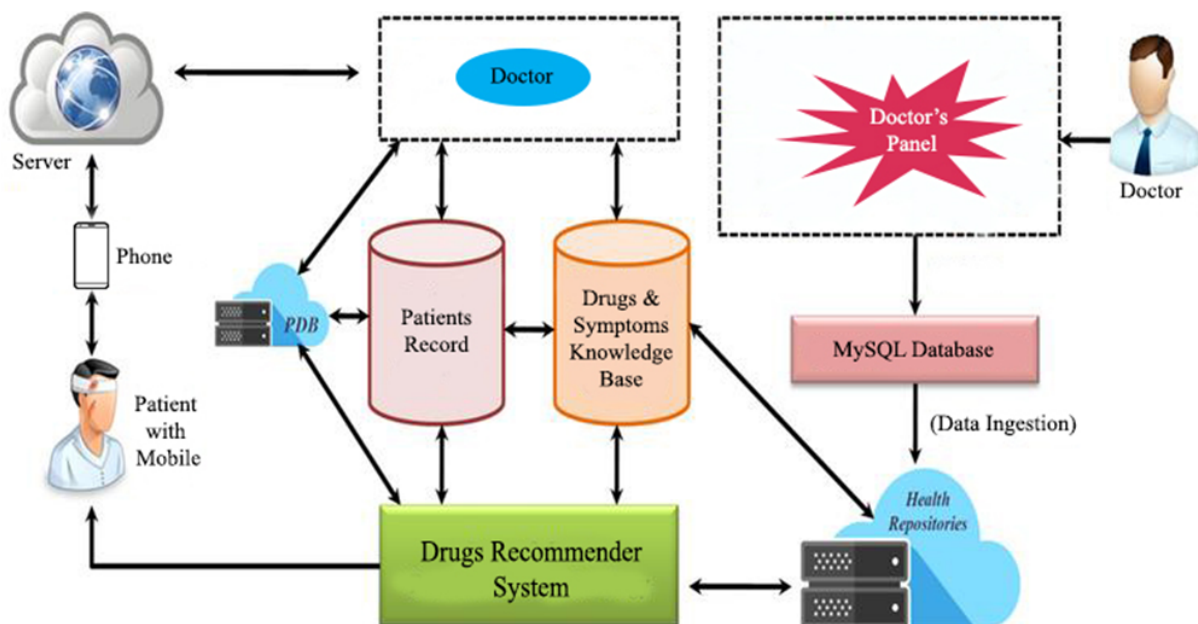 Server
Doctor
Doctor's
Panel
Doctor
Phone
PDB
Patients
Record
Drugs &
Symptoms
Knowledge
Base
MySQL Database
(Data Ingestion)
Patient
with
Mobile
Health
Repositories
Drugs Recommender
System